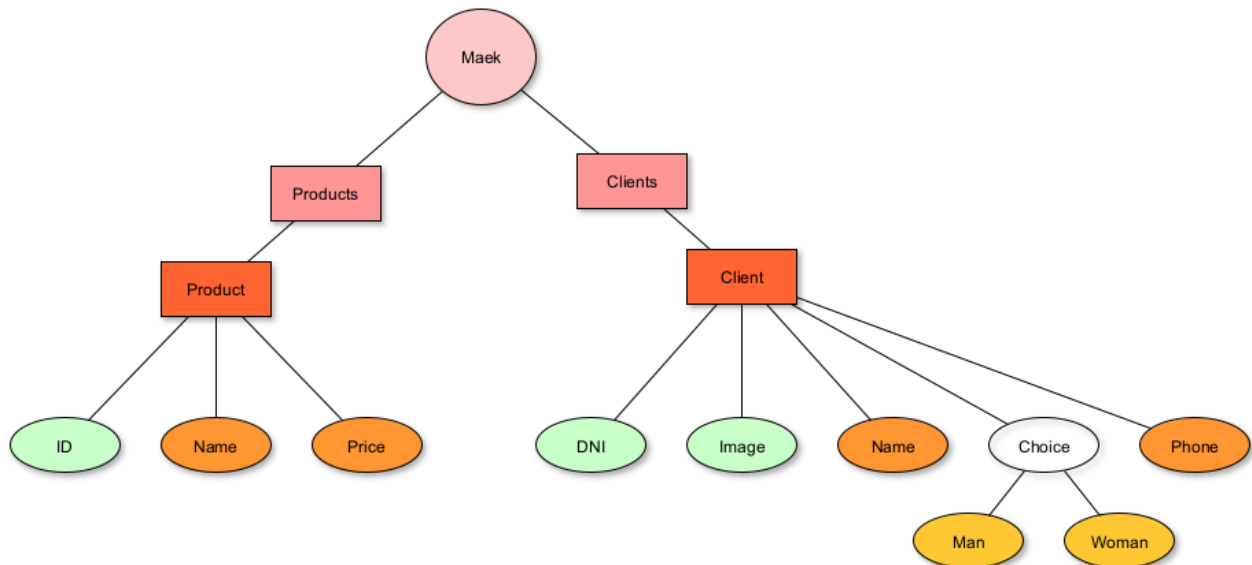 Maek
Products
Clients
Product
Client
ID
Name
Price
DNI
Image
Name
Choice
Phone
Man
Woman